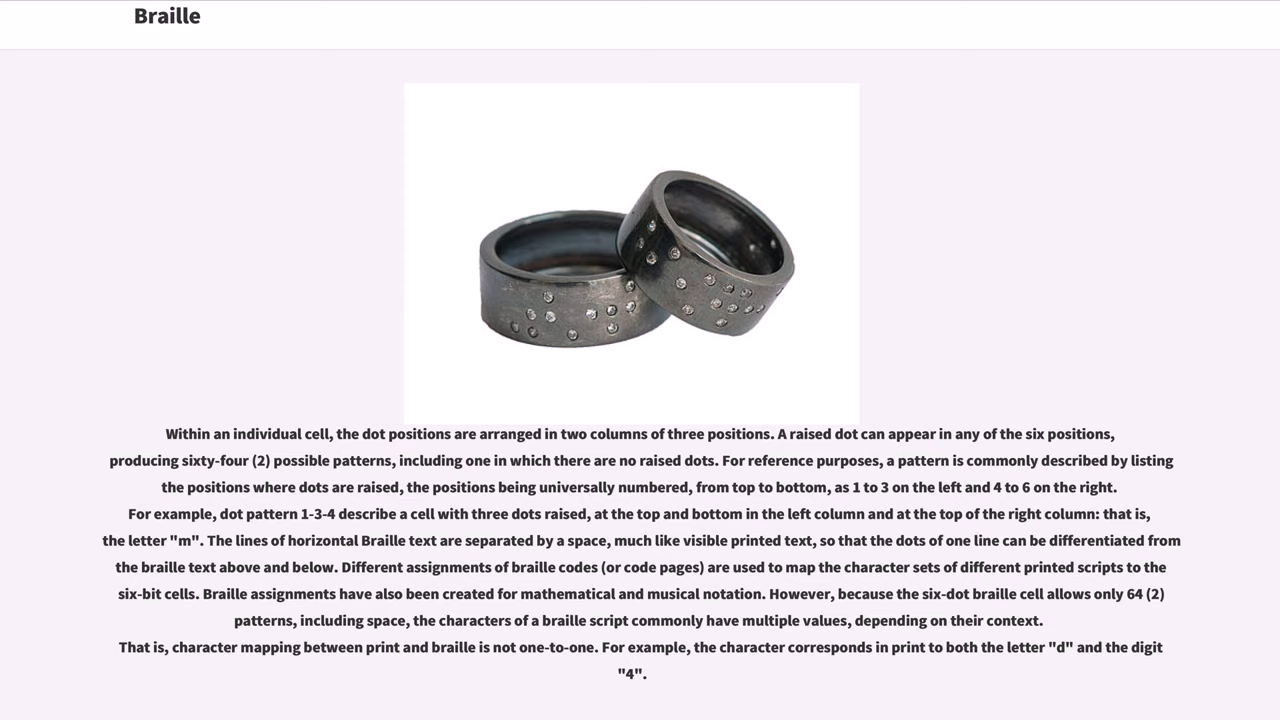 Braille
Within an individual cell, the dot positions are arranged in two columns of three positions. A raised dot can appear in any of the six positions,
producing sixty-four (2) possible patterns, including one in which there are no raised dots. For reference purposes, a pattern is commonly described by listing
the positions where dots are raised, the positions being universally numbered, from top to bottom, as 1 to 3 on the left and 4 to 6 on the right.
For example, dot pattern 1-3-4 describe a cell with three dots raised, at the top and bottom in the left column and at the top of the right column: that is,
the letter "m". The lines of horizontal Braille text are separated by a space, much like visible printed text, so that the dots of one line can be differentiated from
the braille text above and below. Different assignments of braille codes (or code pages) are used to map the character sets of different printed scripts to the
six-bit cells. Braille assignments have also been created for mathematical and musical notation. However, because the six-dot braille cell allows only 64 (2)
patterns, including space, the characters of a braille script commonly have multiple values, depending on their context.
That is, character mapping between print and braille is not one-to-one. For example, the character corresponds in print to both the letter "d" and the digit
"4".